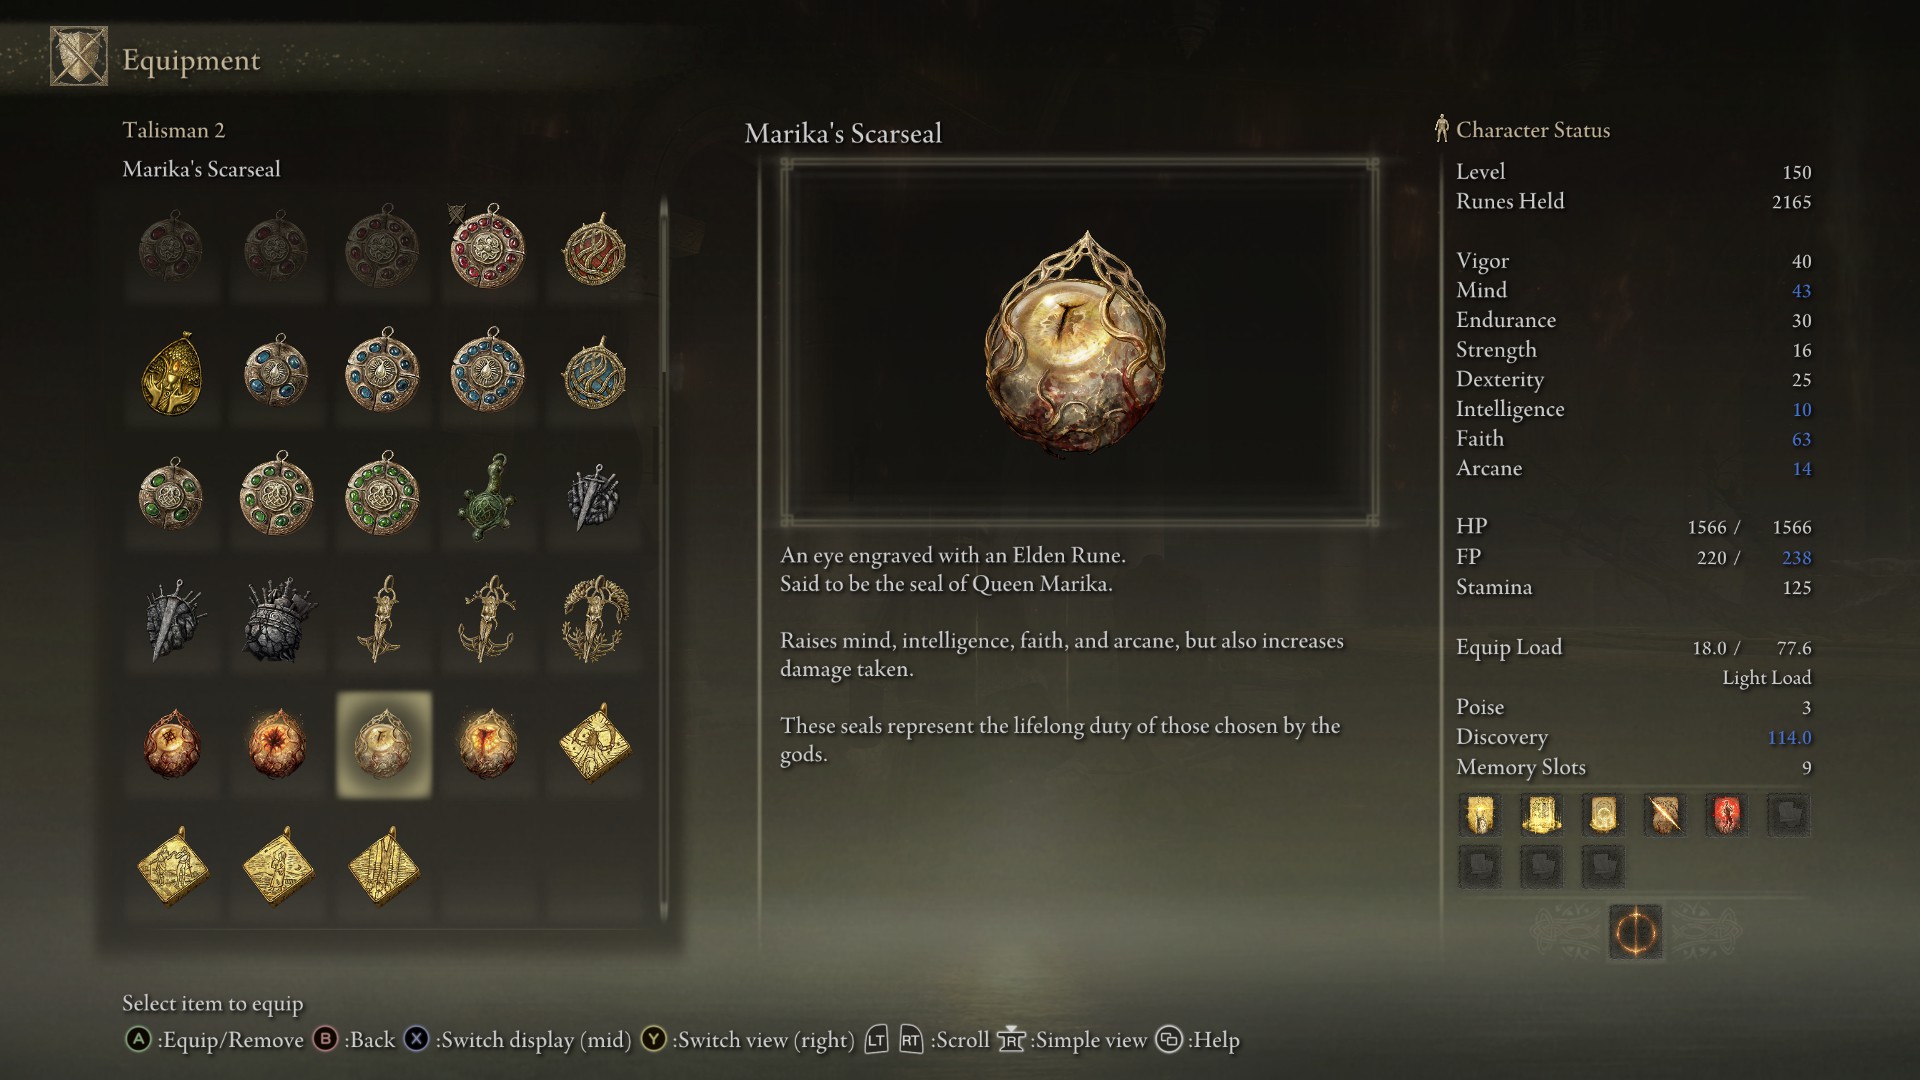 Equipment
Talisman 2
Marika's Scarseal
Marika's Scarseal
An eye engraved with an Elden Rune.
Said to be the seal of Queen Marika.
Raises mind, intelligence, faith, and arcane, but also increases
damage taken.
These seals represent the lifelong duty of those chosen by the
gods.
Character Status
Level 150
Runes Held 2165
Vigor 40
Mind 43
Endurance 30
Strength 16
Dexterity 25
Intelligence 10
Faith 63
Arcane 14
HP 1566 / 1566
FP 220 / 238
Stamina 125
Equip Load 18.0 / 77.6
Light Load
Poise 3
Discovery 114.0
Memory Slots 9
Select item to equip
A :Equip/Remove B :Back X :Switch display (mid) Y :Switch view (right) LT RT :Scroll R :Simple view :Help